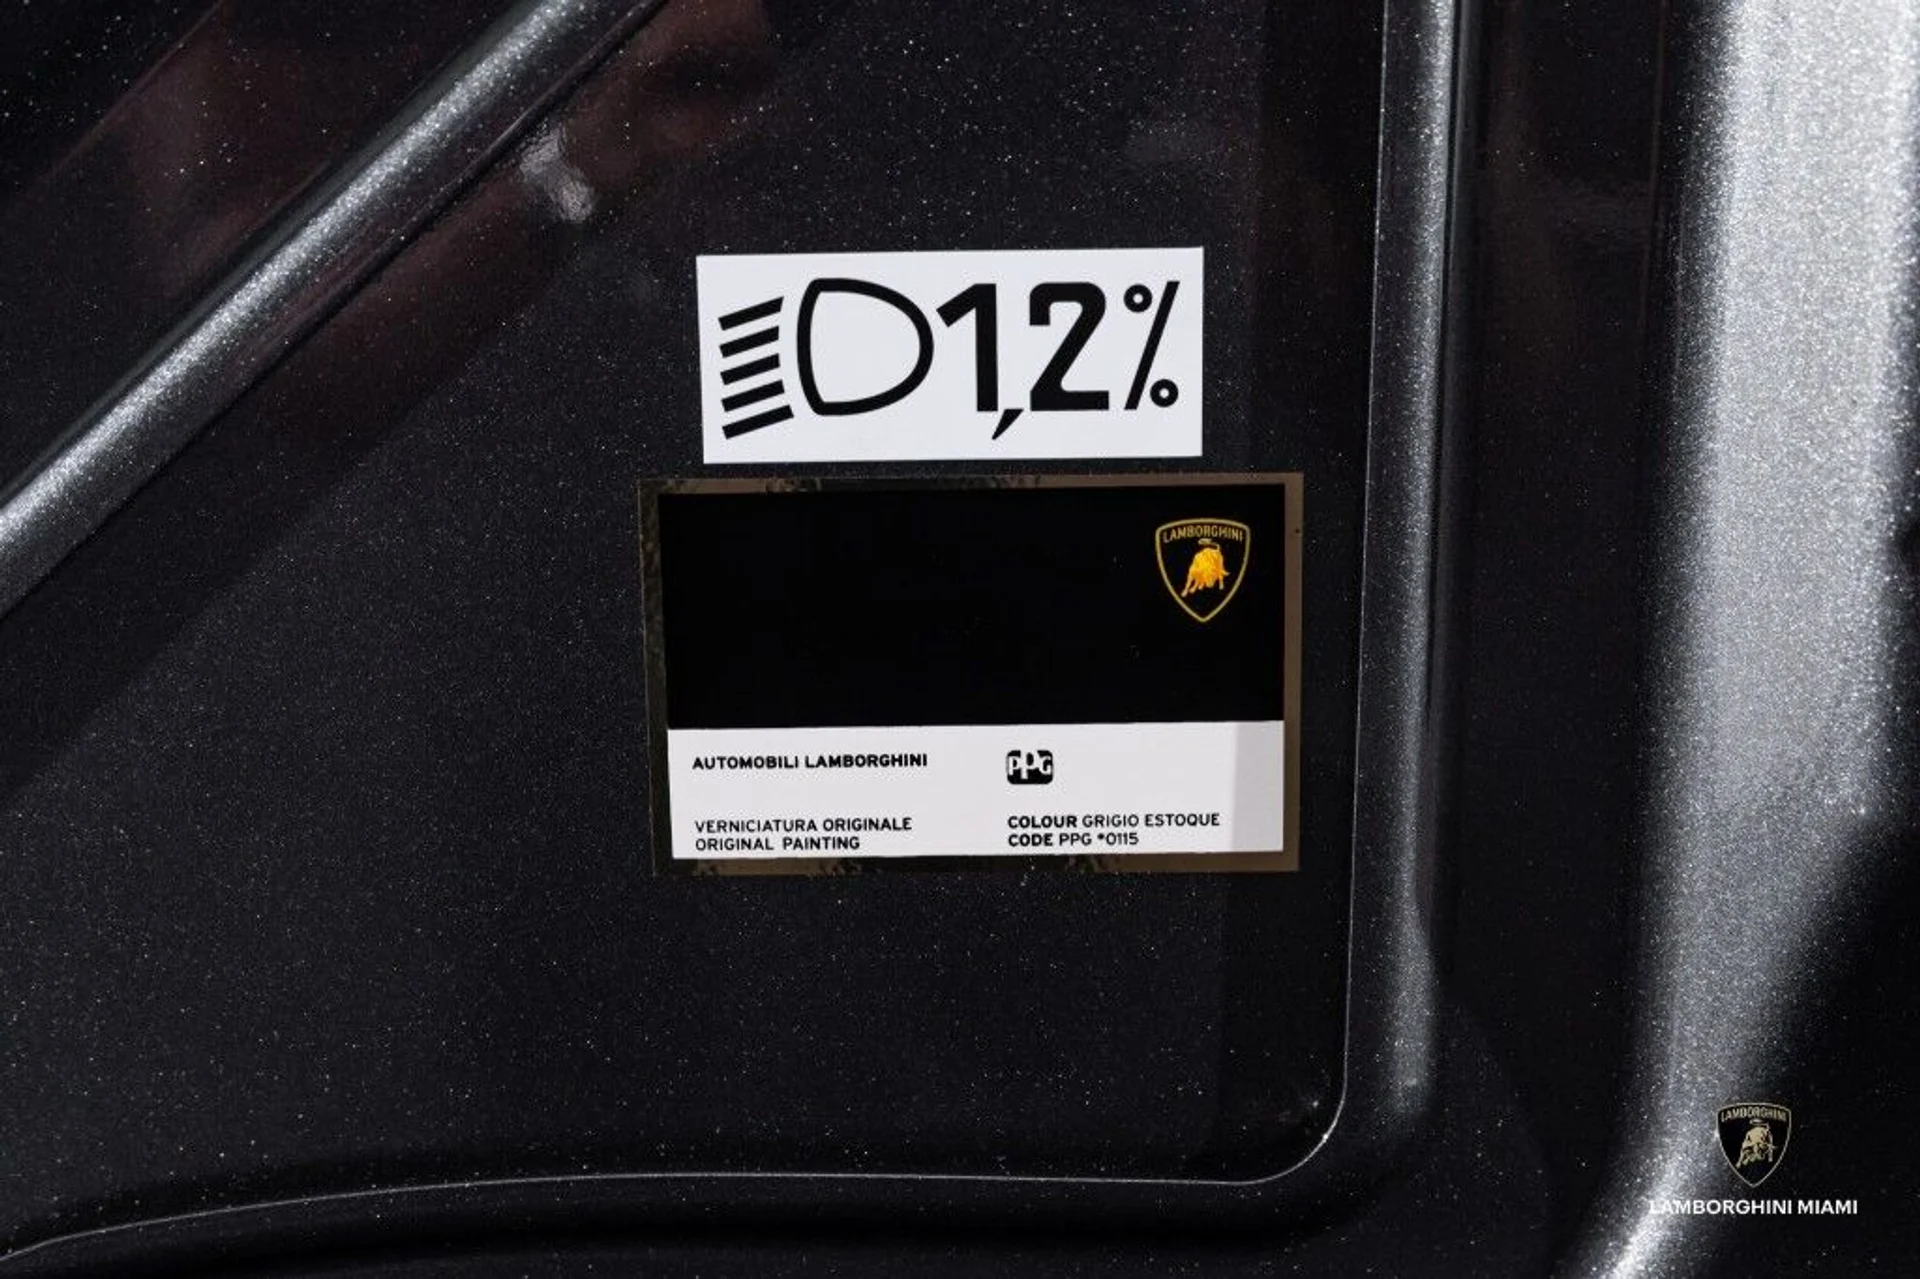 1,2%
LAMBORGHINI
AUTOMOBILI LAMBORGHINI
PPG
VERNICIATURA ORIGINALE
ORIGINAL PAINTING
COLOUR GRIGIO ESTOQUE
CODE PPG *0115
LAMBORGHINI
LAMBORGHINI MIAMI